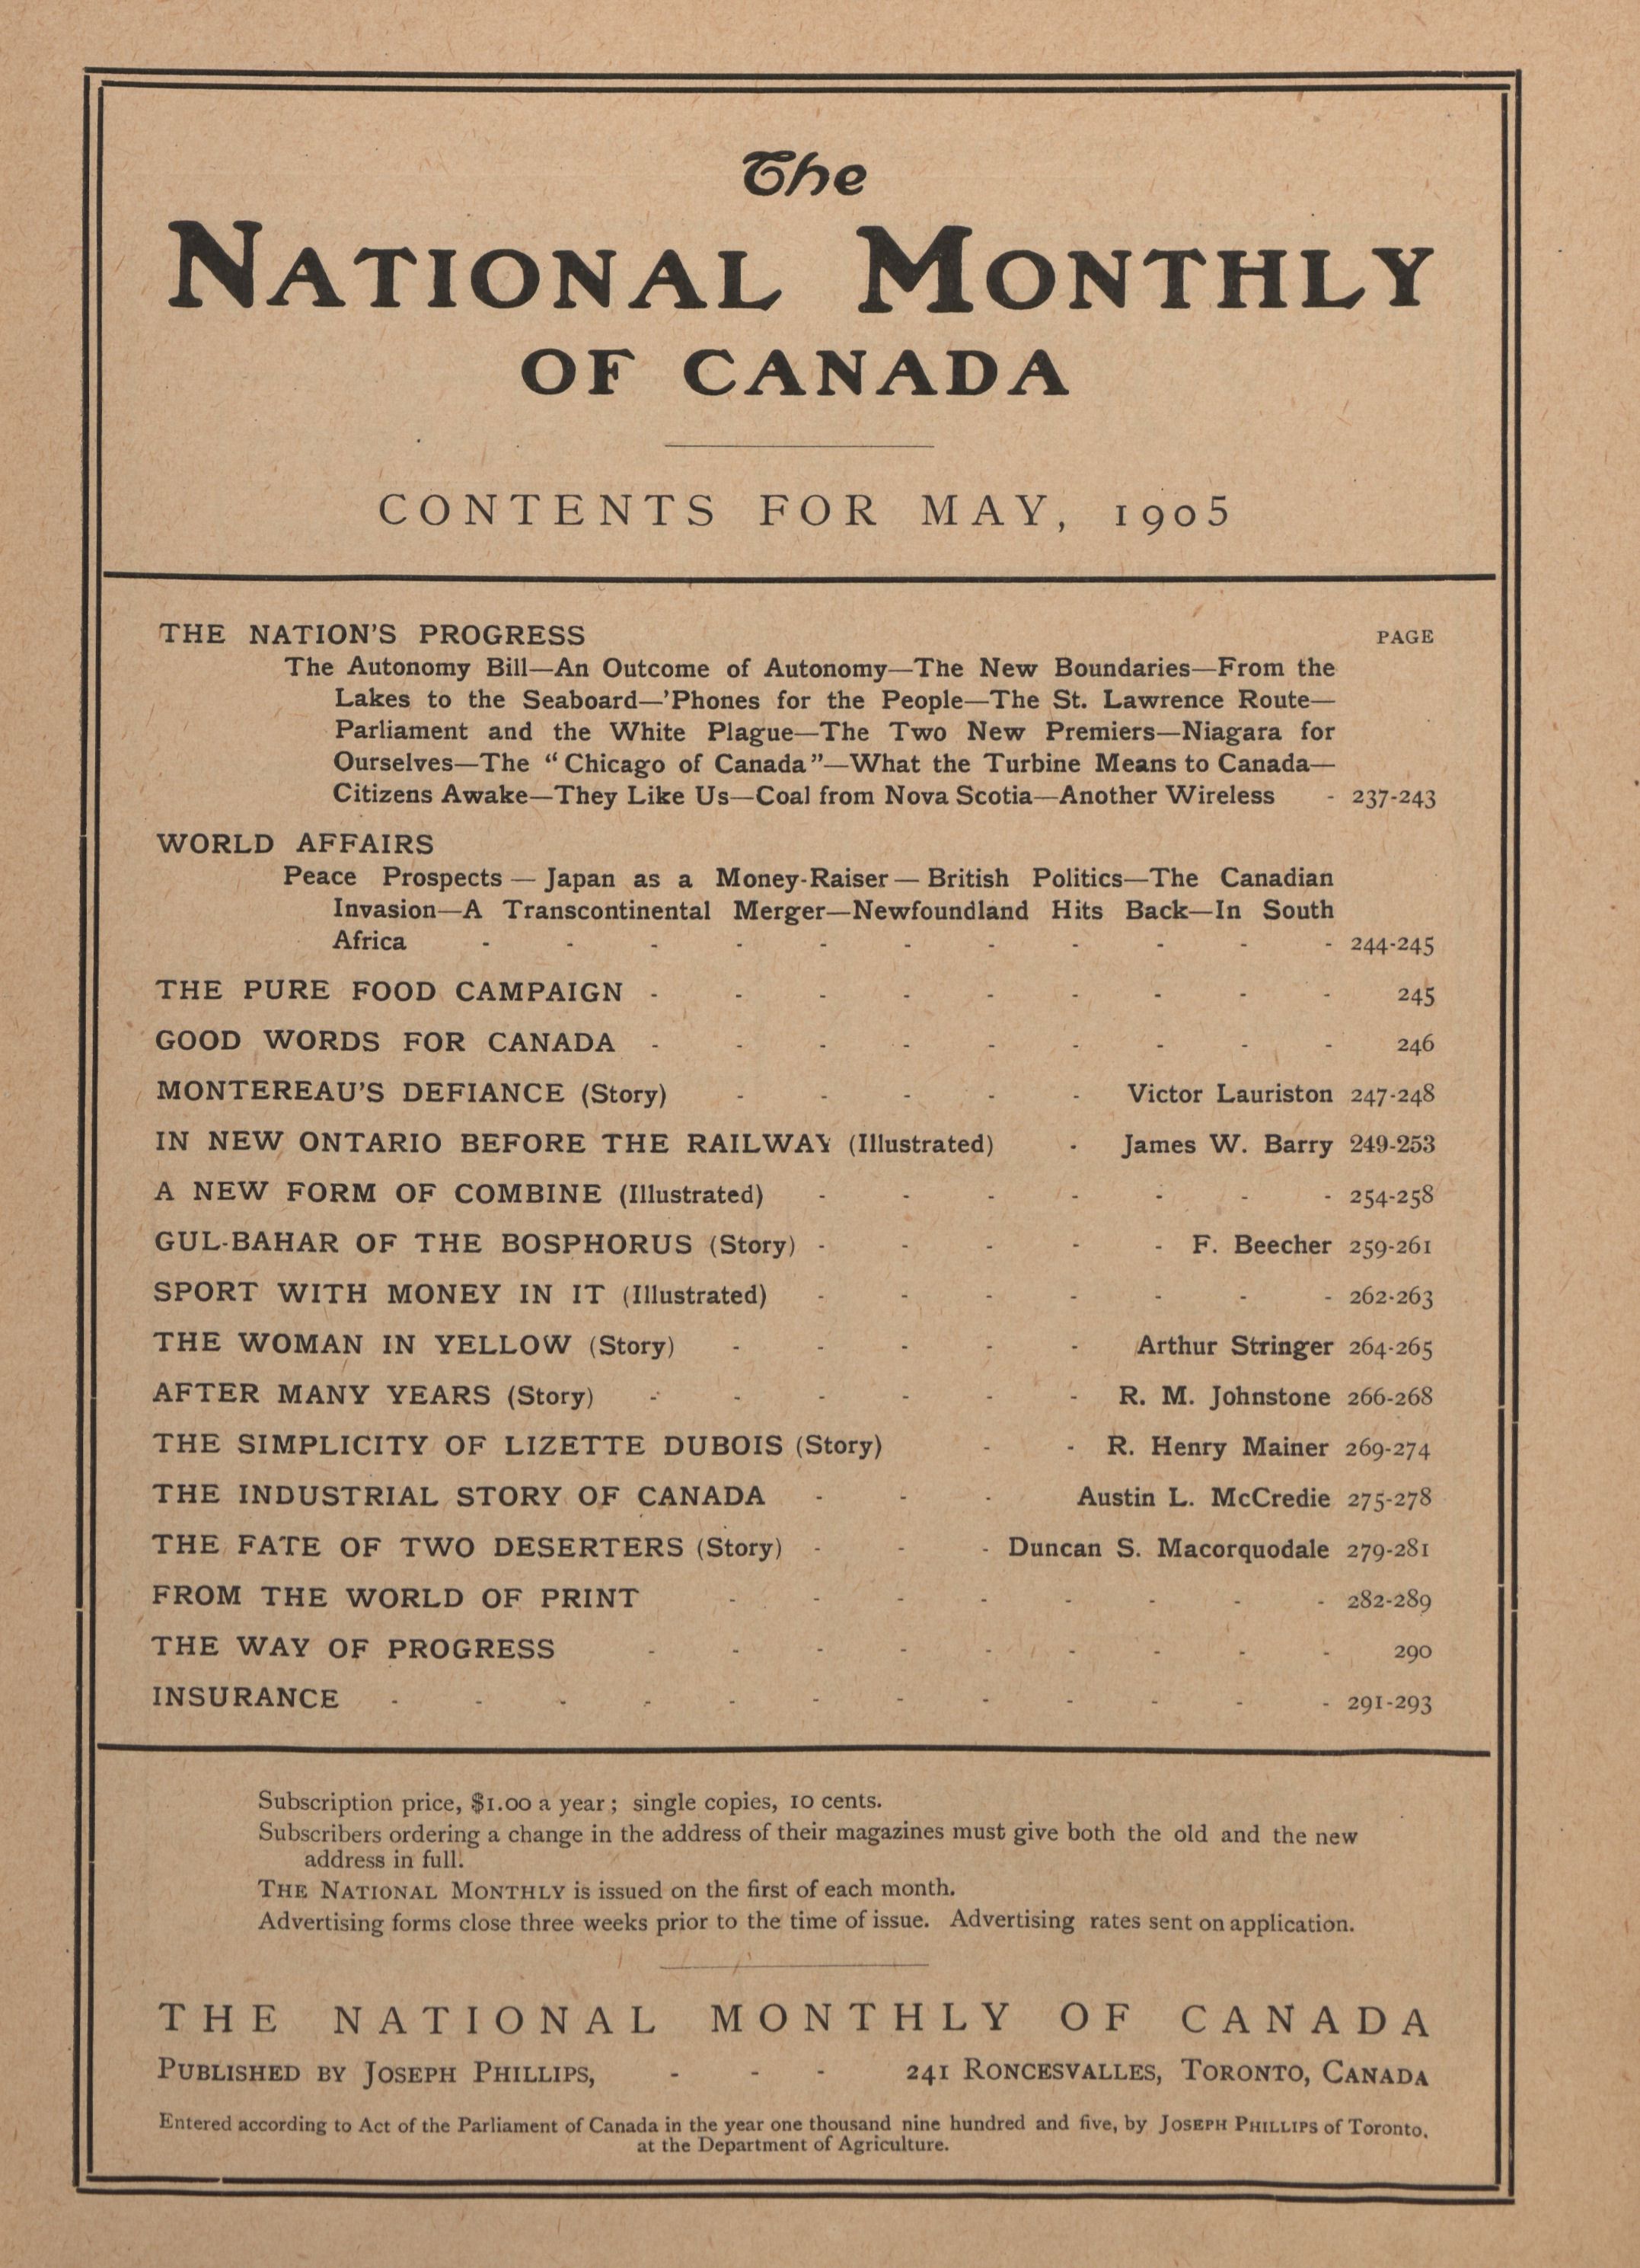 The
NATIONAL MONTHLY
OF CANADA
CONTENTS FOR MAY, 1905
THE NATION'S PROGRESS PAGE
The Autonomy Bill—An Outcome of Autonomy—The New Boundaries—From the
Lakes to the Seaboard—'Phones for the People—The St. Lawrence Route—
Parliament and the White Plague—The Two New Premiers—Niagara for
Ourselves—The "Chicago of Canada"—What the Turbine Means to Canada—
Citizens Awake—They Like Us—Coal from Nova Scotia—Another Wireless - 237-243
WORLD AFFAIRS
Peace Prospects — Japan as a Money-Raiser — British Politics—The Canadian
Invasion—A Transcontinental Merger—Newfoundland Hits Back—In South
Africa - - - - - - - - - - - 244-245
THE PURE FOOD CAMPAIGN - - - - - - - - - 245
GOOD WORDS FOR CANADA - - - - - - - - - 246
MONTEREAU'S DEFIANCE (Story) - - - - - Victor Lauriston 247-248
IN NEW ONTARIO BEFORE THE RAILWAY (Illustrated) - James W. Barry 249-253
A NEW FORM OF COMBINE (Illustrated) - - - - - - - 254-258
GUL-BAHAR OF THE BOSPHORUS (Story) - - - - - F. Beecher 259-261
SPORT WITH MONEY IN IT (Illustrated) - - - - - - - 262-263
THE WOMAN IN YELLOW (Story) - - - - - Arthur Stringer 264-265
AFTER MANY YEARS (Story) - - - - - - R. M. Johnstone 266-268
THE SIMPLICITY OF LIZETTE DUBOIS (Story) - - R. Henry Mainer 269-274
THE INDUSTRIAL STORY OF CANADA - - - Austin L. McCredie 275-278
THE FATE OF TWO DESERTERS (Story) - - - Duncan S. Macorquodale 279-281
FROM THE WORLD OF PRINT - - - - - - - - 282-289
THE WAY OF PROGRESS - - - - - - - - - 290
INSURANCE - - - - - - - - - - - - 291-293
Subscription price, $1.00 a year; single copies, 10 cents.
Subscribers ordering a change in the address of their magazines must give both the old and the new
address in full.
THE NATIONAL MONTHLY is issued on the first of each month.
Advertising forms close three weeks prior to the time of issue. Advertising rates sent on application.
THE NATIONAL MONTHLY OF CANADA
PUBLISHED BY JOSEPH PHILLIPS, - - - 241 RONCESVALLES, TORONTO, CANADA
Entered according to Act of the Parliament of Canada in the year one thousand nine hundred and five, by JOSEPH PHILLIPS of Toronto,
at the Department of Agriculture.